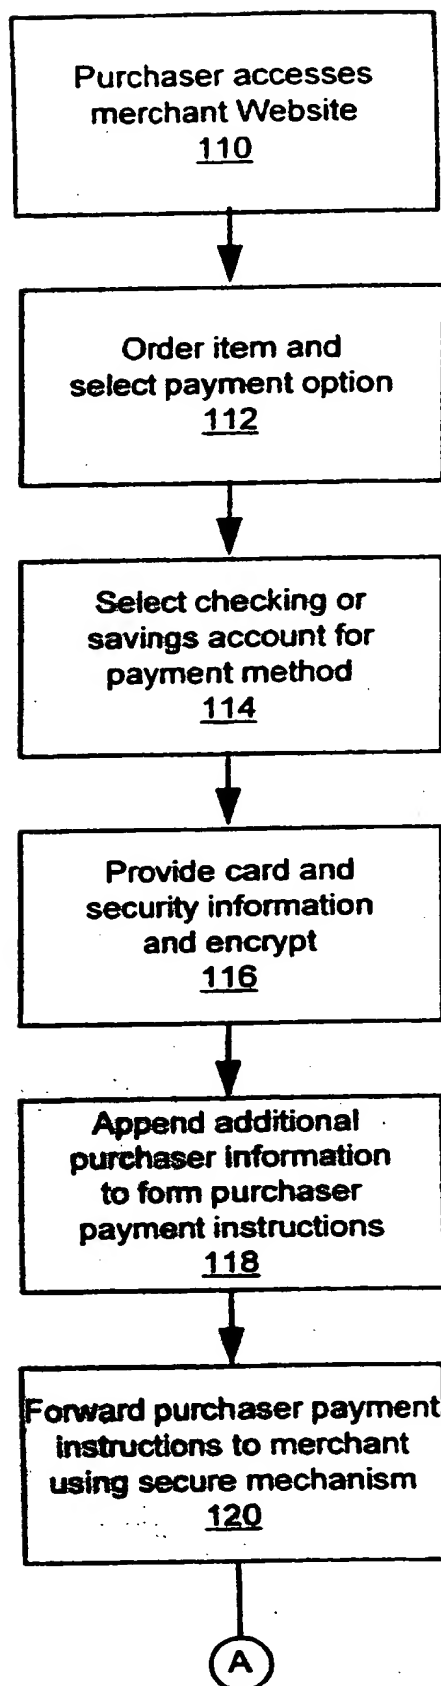 Purchaser accesses
merchant Website
110
Order item and
select payment option
112
Select checking or
savings account for
payment method
114
Provide card and
security information
and encrypt
116
Append additional
purchaser information
to form purchaser
payment instructions
118
Forward purchaser payment
instructions to merchant
using secure mechanism
120
A